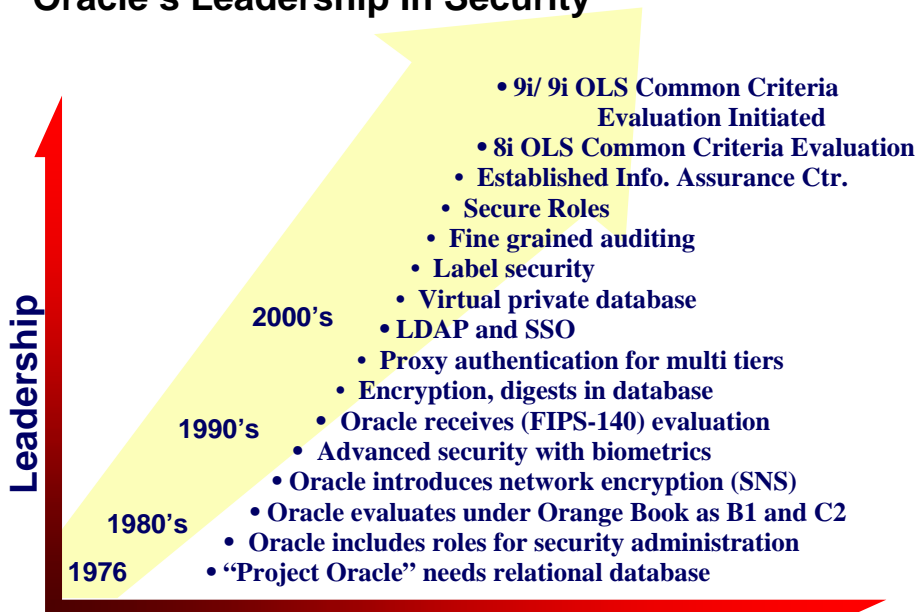 Oracle's Leadership in Security
• 9i/ 9i OLS Common Criteria
Evaluation Initiated
• 8i OLS Common Criteria Evaluation
• Established Info. Assurance Ctr.
• Secure Roles
• Fine grained auditing
• Label security
• Virtual private database
2000's
• LDAP and SSO
• Proxy authentication for multi tiers
• Encryption, digests in database
• Oracle receives (FIPS-140) evaluation
1990's
• Advanced security with biometrics
• Oracle introduces network encryption (SNS)
• Oracle evaluates under Orange Book as B1 and C2
1980's
• Oracle includes roles for security administration
1976
• “Project Oracle” needs relational database
Leadership